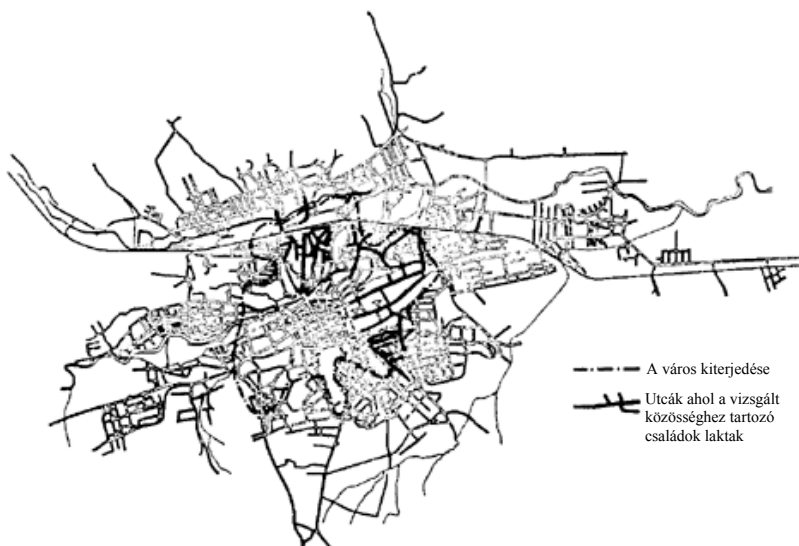 A város kiterjedése
Utcák ahol a vizsgált
közösséghez tartozó
családok laktak